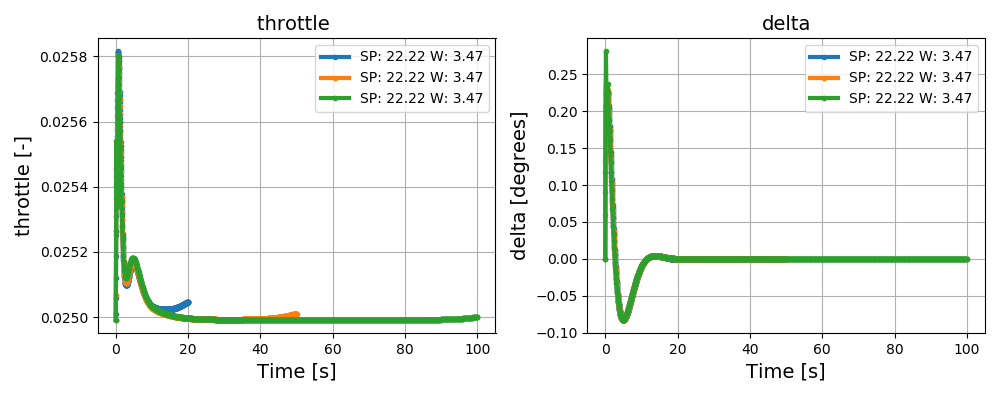 throttle
throttle [-]
0.0258
0.0256
0.0254
0.0252
0.0250
SP: 22.22 W: 3.47
SP: 22.22 W: 3.47
SP: 22.22 W: 3.47
0 20 40 60 80 100
Time [s]
delta
delta [degrees]
0.25
0.20
0.15
0.10
0.05
0.00
−0.05
−0.10
SP: 22.22 W: 3.47
SP: 22.22 W: 3.47
SP: 22.22 W: 3.47
0 20 40 60 80 100
Time [s]